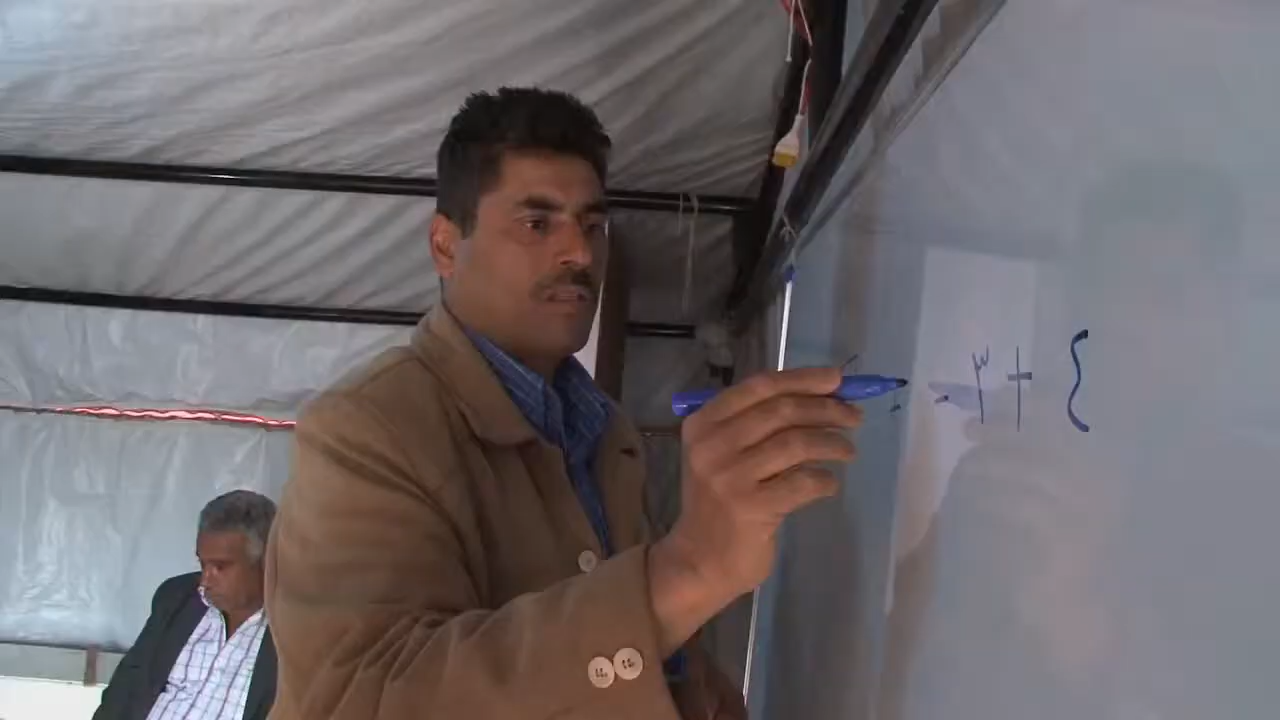 ٤ + ٣ =